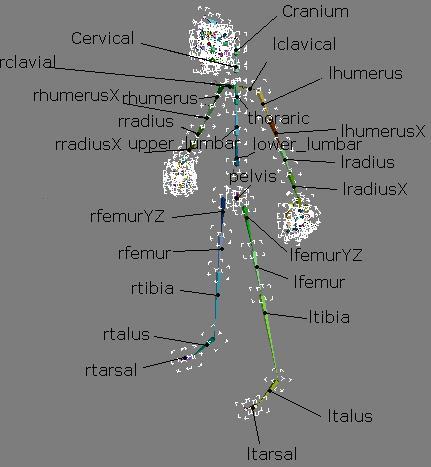 Cranium
Cervical
lclavical
rclavial
lhumerus
rhumerusX
rhumerus
thoraric
rradius
lhumerusX
rradiusX
upper_lumbar
lower_lumbar
lradius
pelvis
lradiusX
rfemurYZ
lfemurYZ
rfemur
lfemur
rtibia
ltibia
rtalus
rtarsal
ltalus
ltarsal